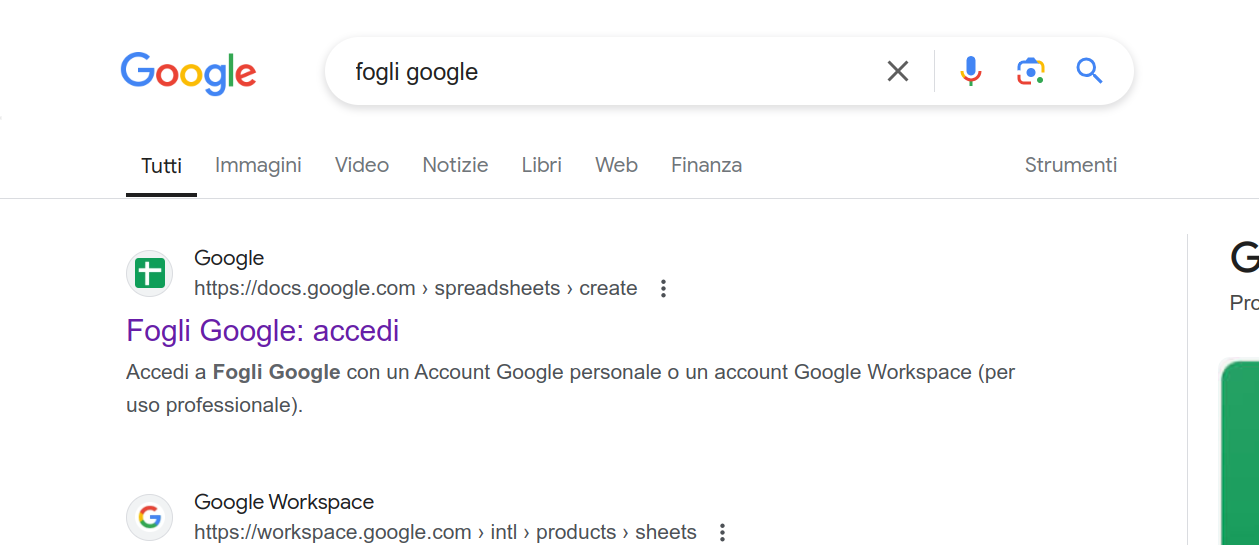 Google
fogli google
Tutti Immagini Video Notizie Libri Web Finanza Strumenti
Google
https://docs.google.com › spreadsheets › create
Fogli Google: accedi
Accedi a Fogli Google con un Account Google personale o un account Google Workspace (per
uso professionale).
Google Workspace
https://workspace.google.com › intl › products › sheets